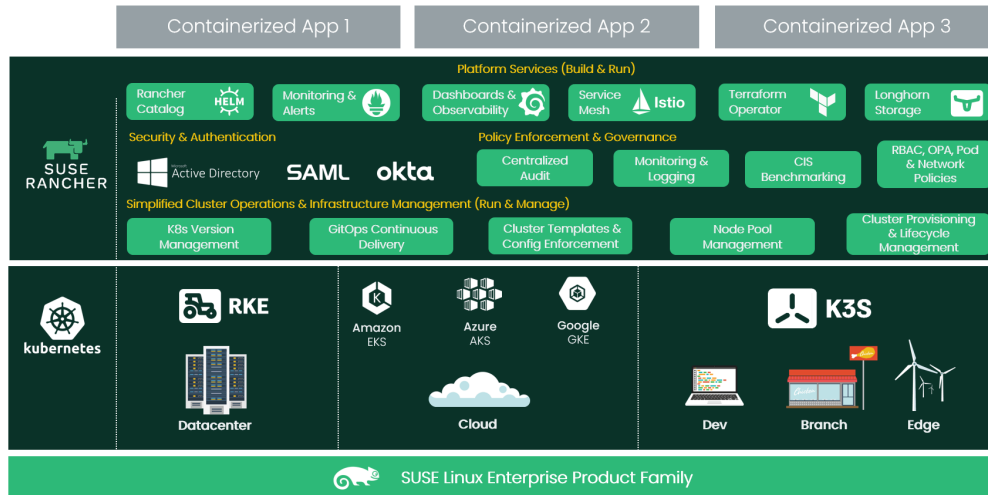 Containerized App 1
Containerized App 2
Containerized App 3
Platform Services (Build & Run)
Rancher
Catalog
HELM
Monitoring &
Alerts
Dashboards &
Observability
Service
Mesh
Istio
Terraform
Operator
Longhorn
Storage
SUSE
RANCHER
Security & Authentication
Microsoft
Active Directory
SAML
okta
Policy Enforcement & Governance
Centralized
Audit
Monitoring &
Logging
CIS
Benchmarking
RBAC, OPA, Pod
& Network
Policies
Simplified Cluster Operations & Infrastructure Management (Run & Manage)
K8s Version
Management
GitOps Continuous
Delivery
Cluster Templates &
Config Enforcement
Node Pool
Management
Cluster Provisioning
& Lifecycle
Management
kubernetes
RKE
Datacenter
Amazon
EKS
Azure
AKS
Google
GKE
Cloud
K3S
Dev
Branch
Edge
SUSE Linux Enterprise Product Family